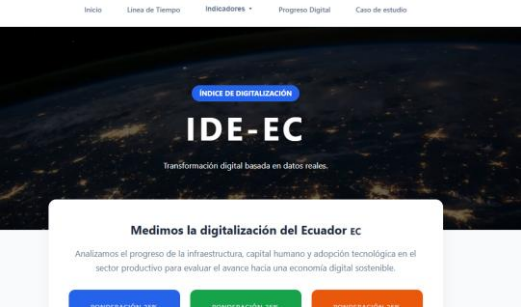 Inicio Línea de Tiempo Indicadores Progreso Digital Caso de estudio
ÍNDICE DE DIGITALIZACIÓN
IDE-EC
Transformación digital basada en datos reales.
Medimos la digitalización del Ecuador EC
Analizamos el progreso de la infraestructura, capital humano y adopción tecnológica en el
sector productivo para evaluar el avance hacia una economía digital sostenible.